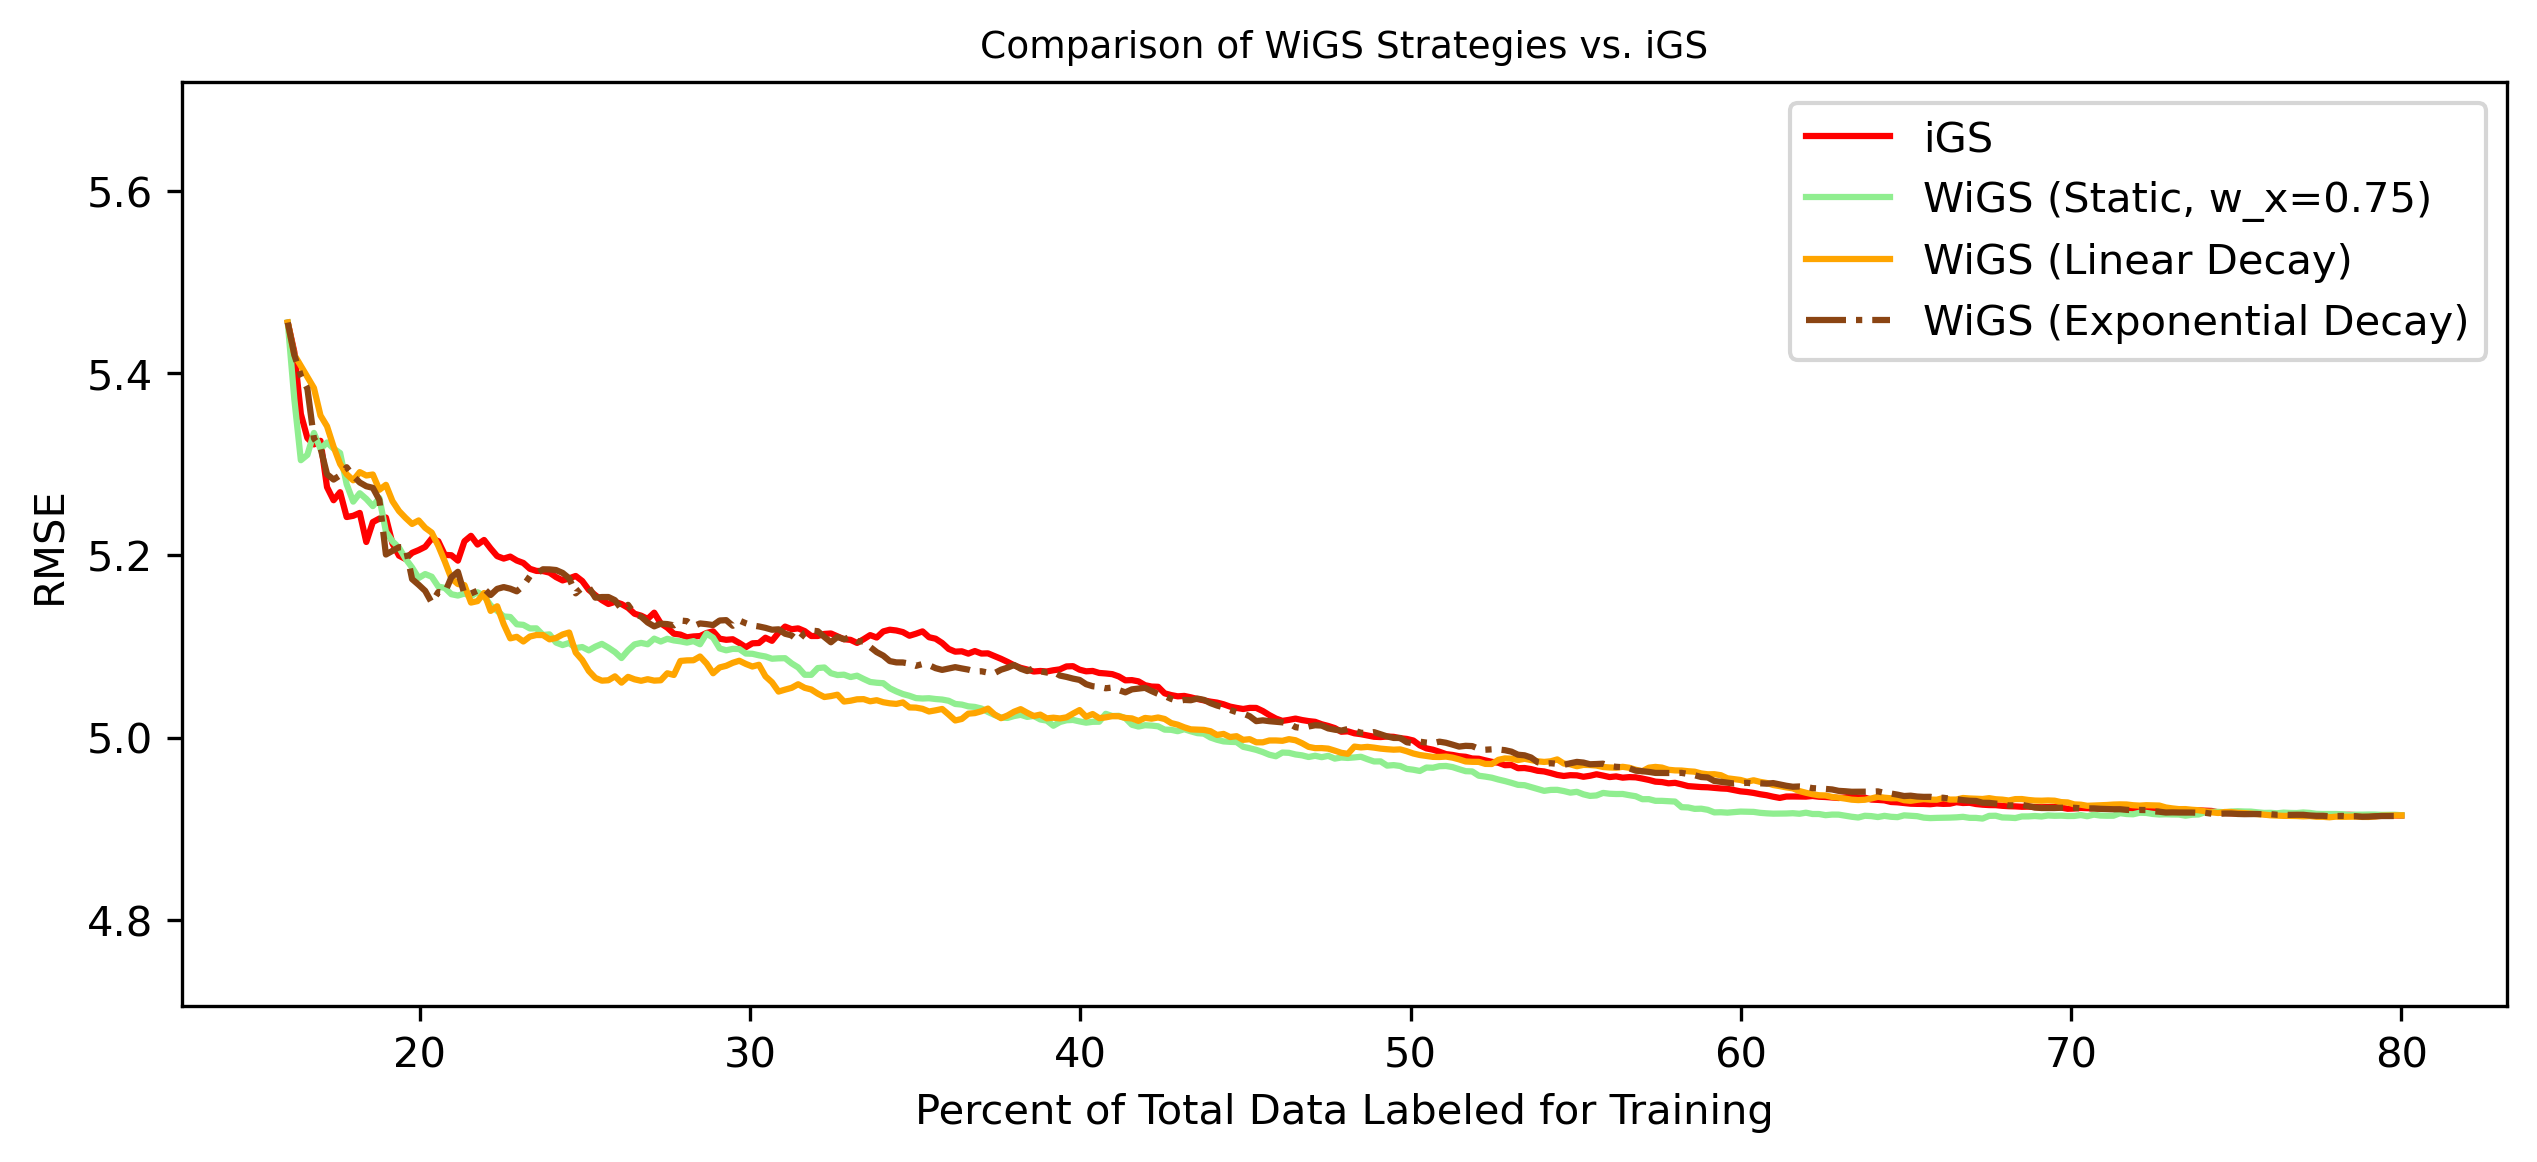 Comparison of WiGS Strategies vs. iGS
iGS
WiGS (Static, w_x=0.75)
WiGS (Linear Decay)
WiGS (Exponential Decay)
RMSE
5.6
5.4
5.2
5.0
4.8
20 30 40 50 60 70 80
Percent of Total Data Labeled for Training